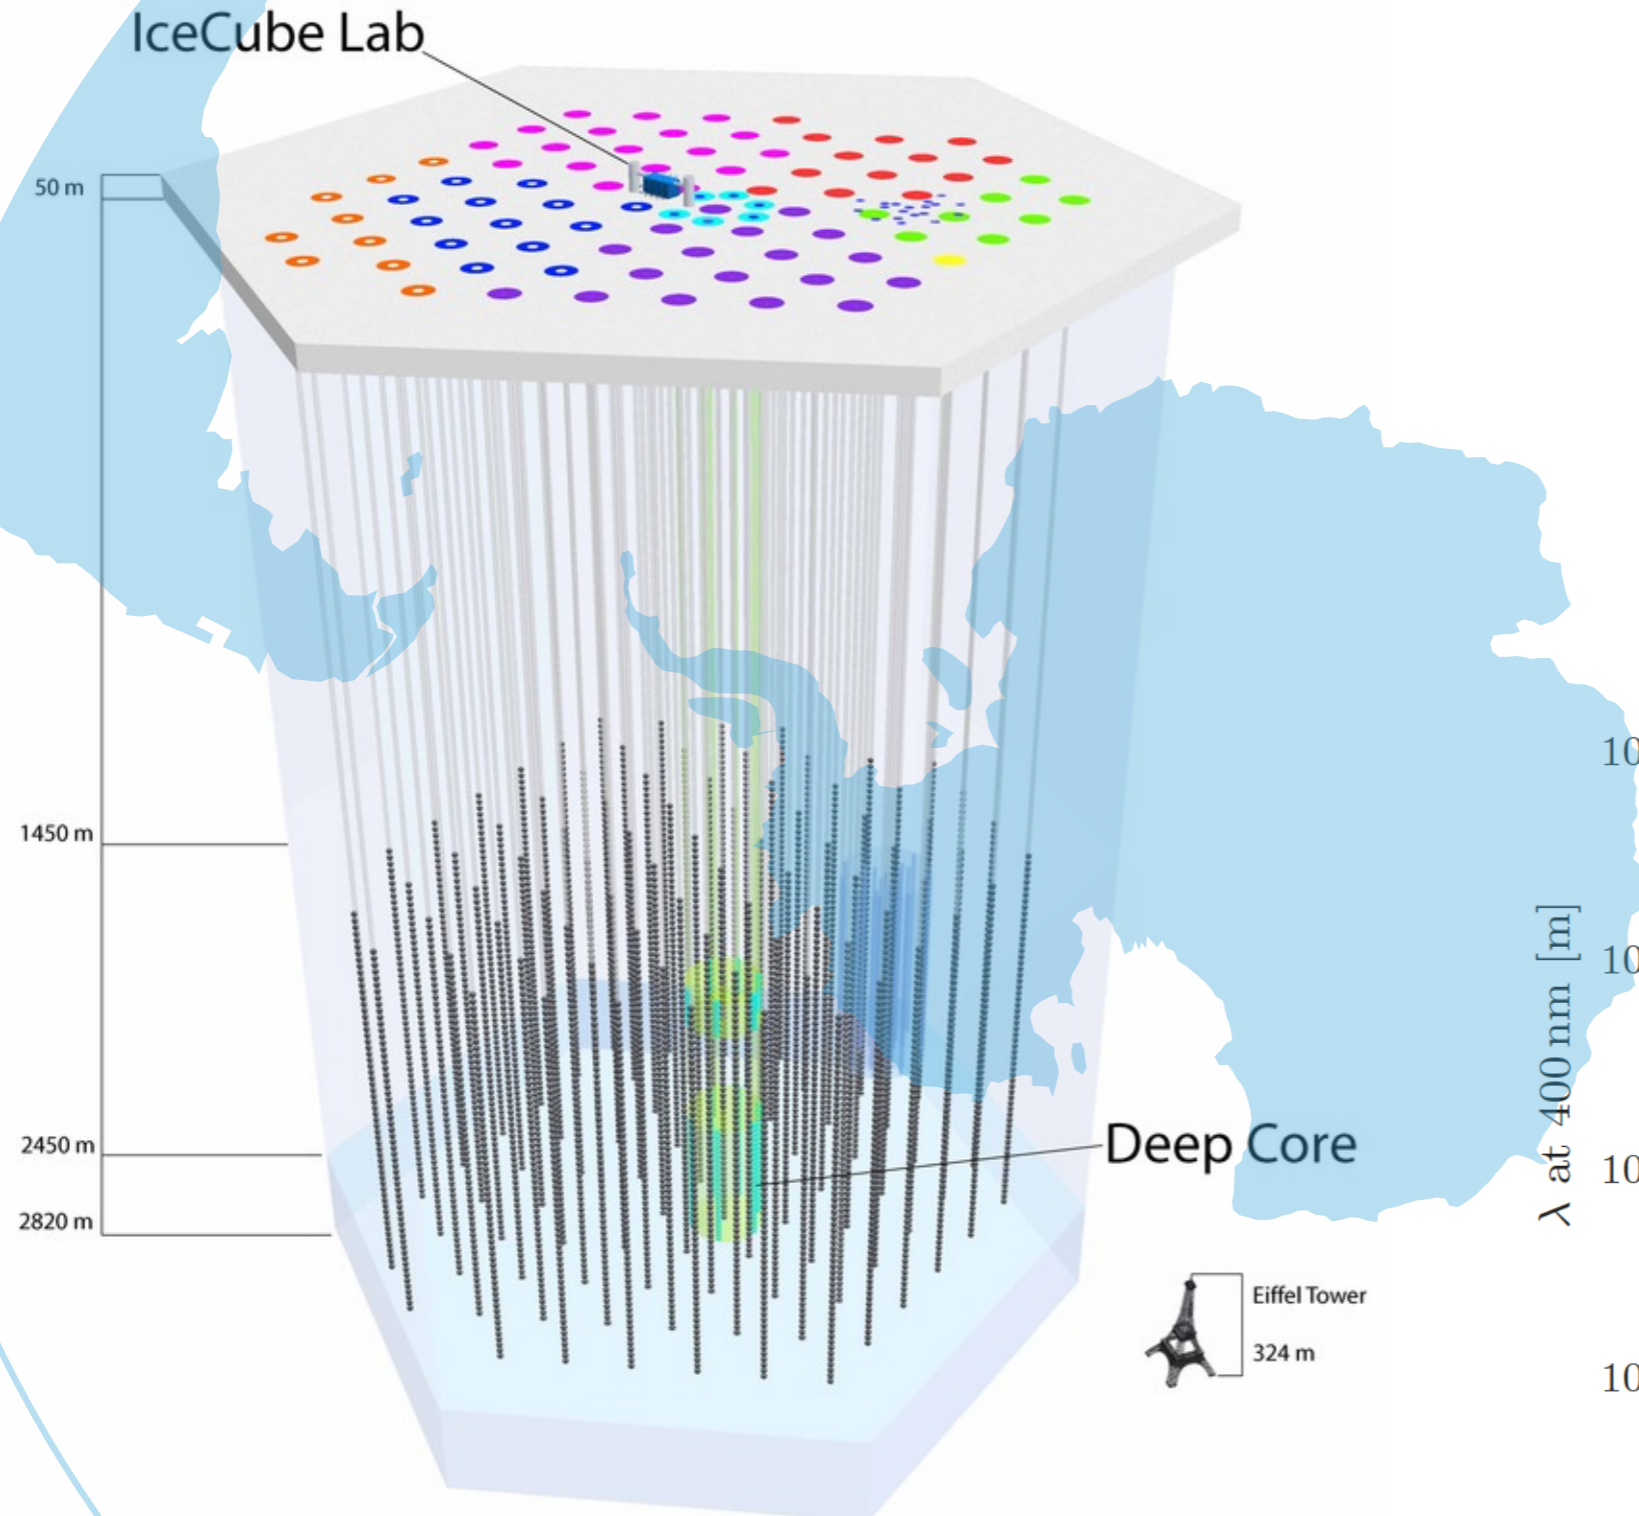 IceCube Lab
50 m
1450 m
2450 m
2820 m
Deep Core
Eiffel Tower
324 m
λ at 400 nm [m]
10
10
10
10